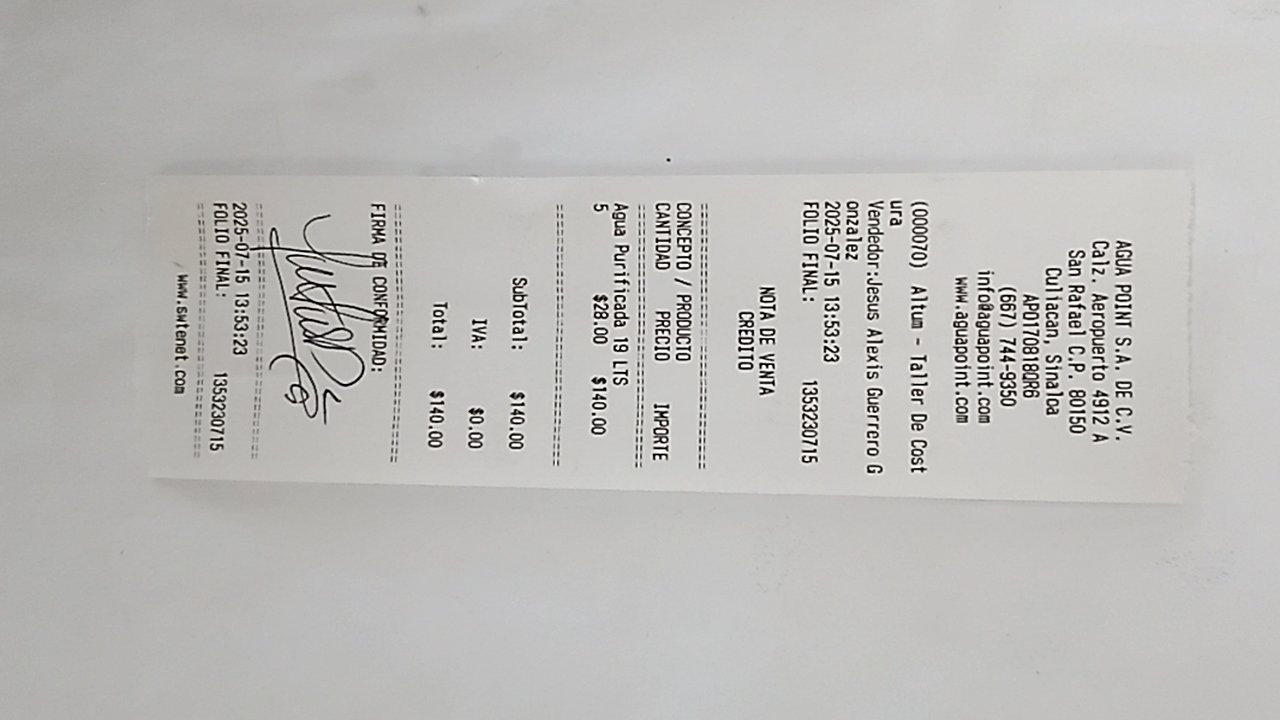 AGUA POINT S.A. DE C.V.
Calz. Aeropuerto 4912 A
San Rafael C.P. 80150
Culiacan, Sinaloa
APO170818QR6
(667) 744-9350
info@aguapoint.com
www.aguapoint.com
(000070) Altum - Taller De Cost
ura
Vendedor:Jesus Alexis Guerrero G
onzalez
2025-07-15 13:53:23
FOLIO FINAL: 1353230715
NOTA DE VENTA
CREDITO
CONCEPTO / PRODUCTO
CANTIDAD PRECIO IMPORTE
Agua Purificada 19 LTS
5 $28.00 $140.00
SubTotal: $140.00
IVA: $0.00
Total: $140.00
FIRMA DE CONFORMIDAD:
2025-07-15 13:53:23
FOLIO FINAL: 1353230715
www.swtenet.com